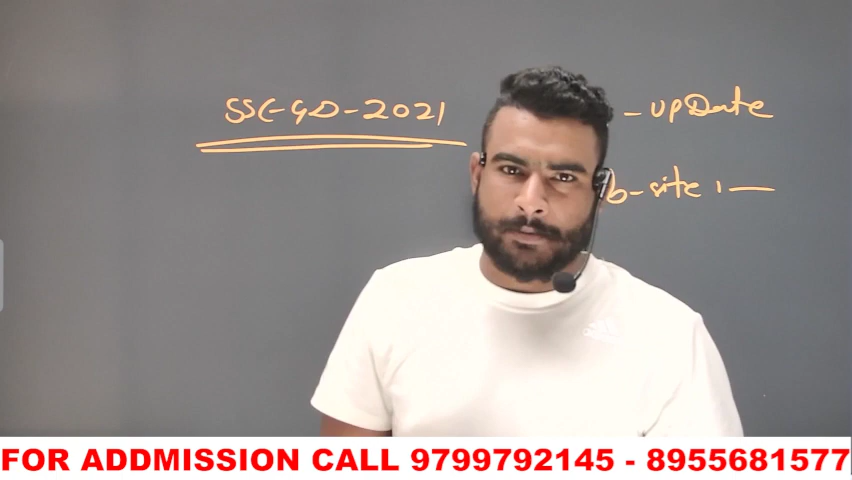 SSC-GD-2021 - UpDate
b-site :—
FOR ADDMISSION CALL 9799792145 - 8955681577